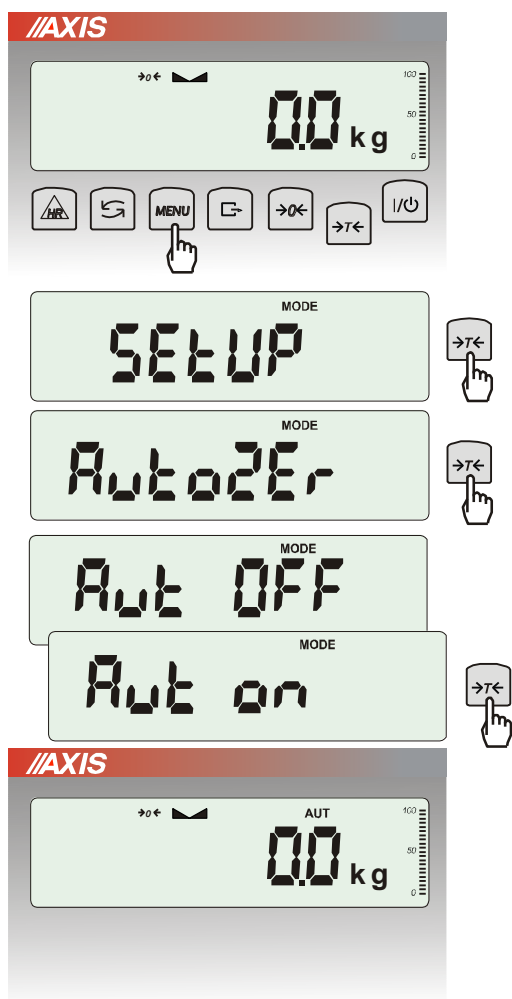 //AXIS
→0← 100
50
0.0 kg
0
HR MENU →0← →T← I/⏻
MODE
SEtUP →T←
MODE
AutoZEr →T←
MODE
Aut OFF
MODE
Aut on →T←
//AXIS
→0← AUT 100
50
0.0 kg
0